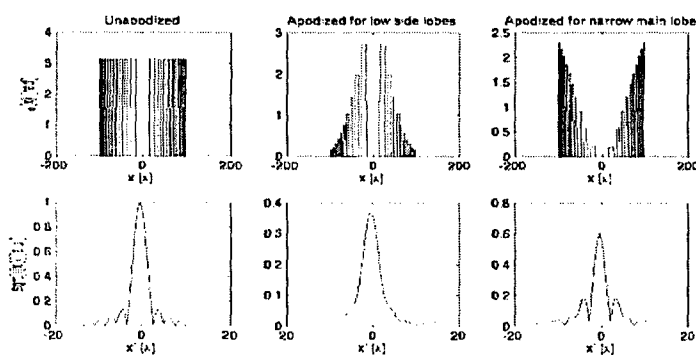 Unapodized
Apodized for low side lobes
Apodized for narrow main lobe
4
3
2
1
0
-200 0 200
x [λ]
3
2
1
0
-200 0 200
x [λ]
2.5
2
1.5
1
0.5
0
-200 0 200
x [λ]
1
0.8
0.6
0.4
0.2
0
-20 0 20
x' [λ]
0.4
0.3
0.2
0.1
0
-20 0 20
x' [λ]
0.8
0.6
0.4
0.2
0
-20 0 20
x' [λ]